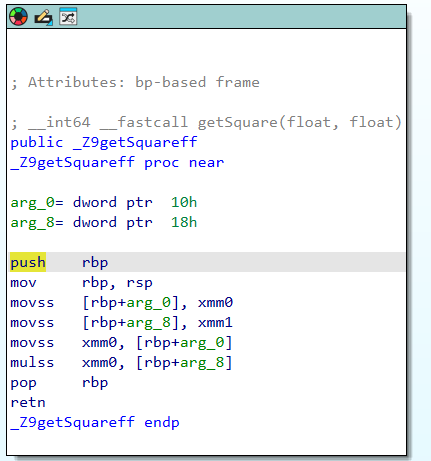 ; Attributes: bp-based frame
; __int64 __fastcall getSquare(float, float)
public _Z9getSquareff
_Z9getSquareff proc near
arg_0= dword ptr  10h
arg_8= dword ptr  18h
push    rbp
mov     rbp, rsp
movss   [rbp+arg_0], xmm0
movss   [rbp+arg_8], xmm1
movss   xmm0, [rbp+arg_0]
mulss   xmm0, [rbp+arg_8]
pop     rbp
retn
_Z9getSquareff endp